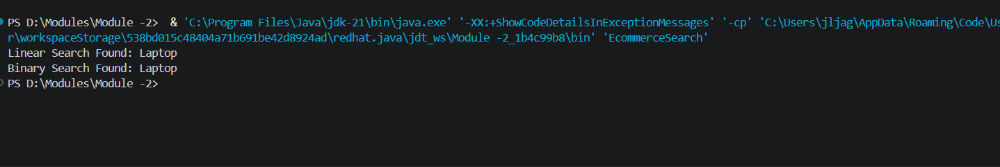 PS D:\Modules\Module -2>  & 'C:\Program Files\Java\jdk-21\bin\java.exe' '-XX:+ShowCodeDetailsInExceptionMessages' '-cp' 'C:\Users\jljag\AppData\Roaming\Code\Us
r\workspaceStorage\538bd015c48404a71b691be42d8924ad\redhat.java\jdt_ws\Module -2_1b4c99b8\bin' 'EcommerceSearch'
Linear Search Found: Laptop
Binary Search Found: Laptop
PS D:\Modules\Module -2>